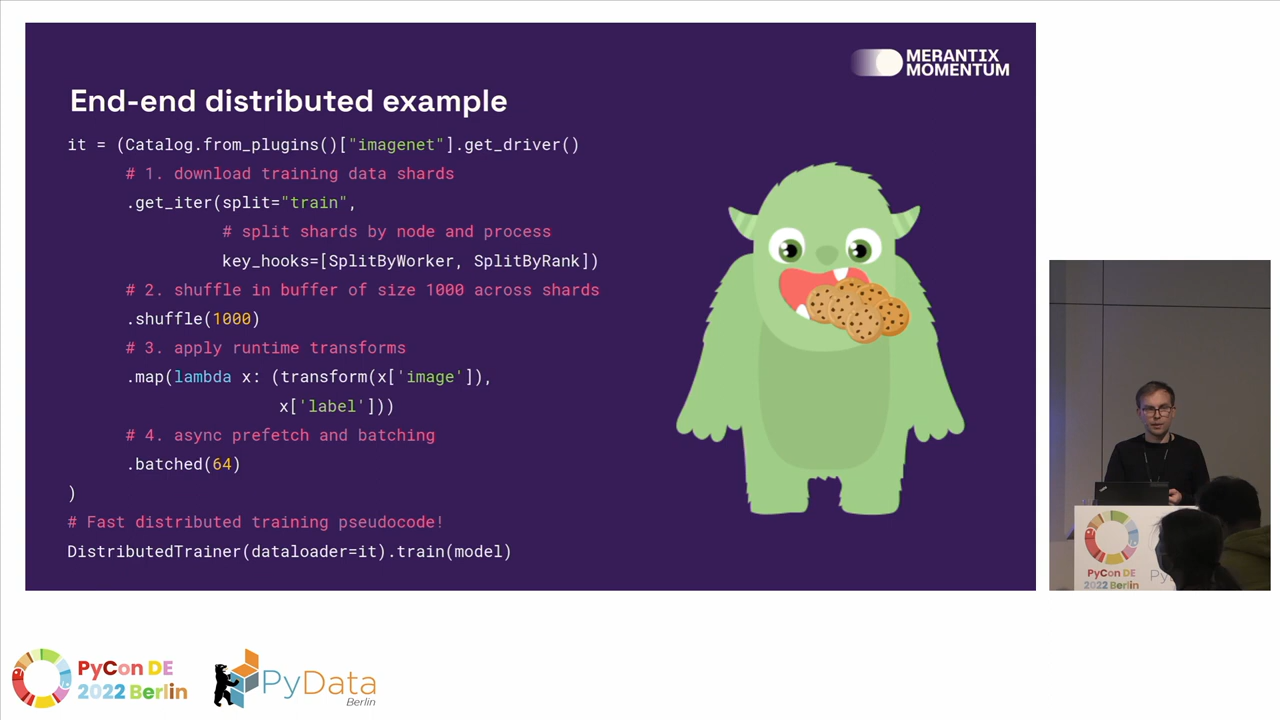 MERANTIX
MOMENTUM
End-end distributed example
it = (Catalog.from_plugins()["imagenet"].get_driver()
# 1. download training data shards
.get_iter(split="train",
# split shards by node and process
key_hooks=[SplitByWorker, SplitByRank])
# 2. shuffle in buffer of size 1000 across shards
.shuffle(1000)
# 3. apply runtime transforms
.map(lambda x: (transform(x['image']),
x['label']))
# 4. async prefetch and batching
.batched(64)
)
# Fast distributed training pseudocode!
DistributedTrainer(dataloader=it).train(model)
PyCon DE
2022 Berlin
Py
PyCon DE
2022 Berlin
PyData
Berlin